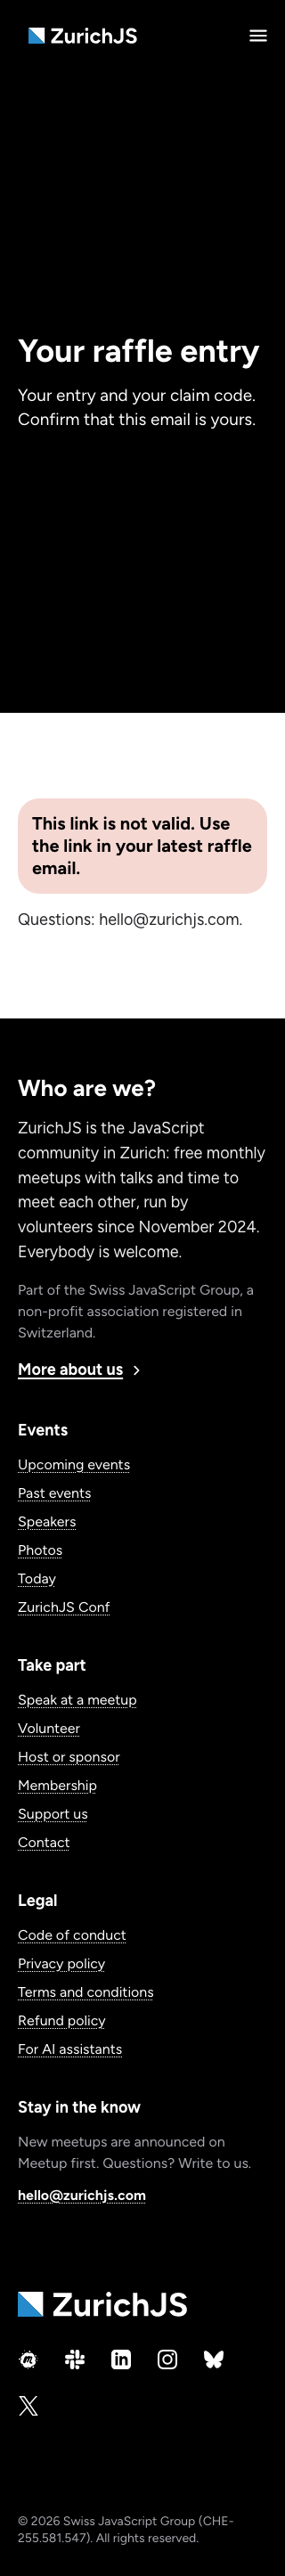 ZurichJS
Your raffle entry
Your entry and your claim code.
Confirm that this email is yours.
This link is not valid. Use
the link in your latest raffle
email.
Questions: hello@zurichjs.com.
Who are we?
ZurichJS is the JavaScript
community in Zurich: free monthly
meetups with talks and time to
meet each other, run by
volunteers since November 2024.
Everybody is welcome.
Part of the Swiss JavaScript Group, a
non-profit association registered in
Switzerland.
More about us
Events
Upcoming events
Past events
Speakers
Photos
Today
ZurichJS Conf
Take part
Speak at a meetup
Volunteer
Host or sponsor
Membership
Support us
Contact
Legal
Code of conduct
Privacy policy
Terms and conditions
Refund policy
For AI assistants
Stay in the know
New meetups are announced on
Meetup first. Questions? Write to us.
hello@zurichjs.com
ZurichJS
© 2026 Swiss JavaScript Group (CHE-
255.581.547). All rights reserved.